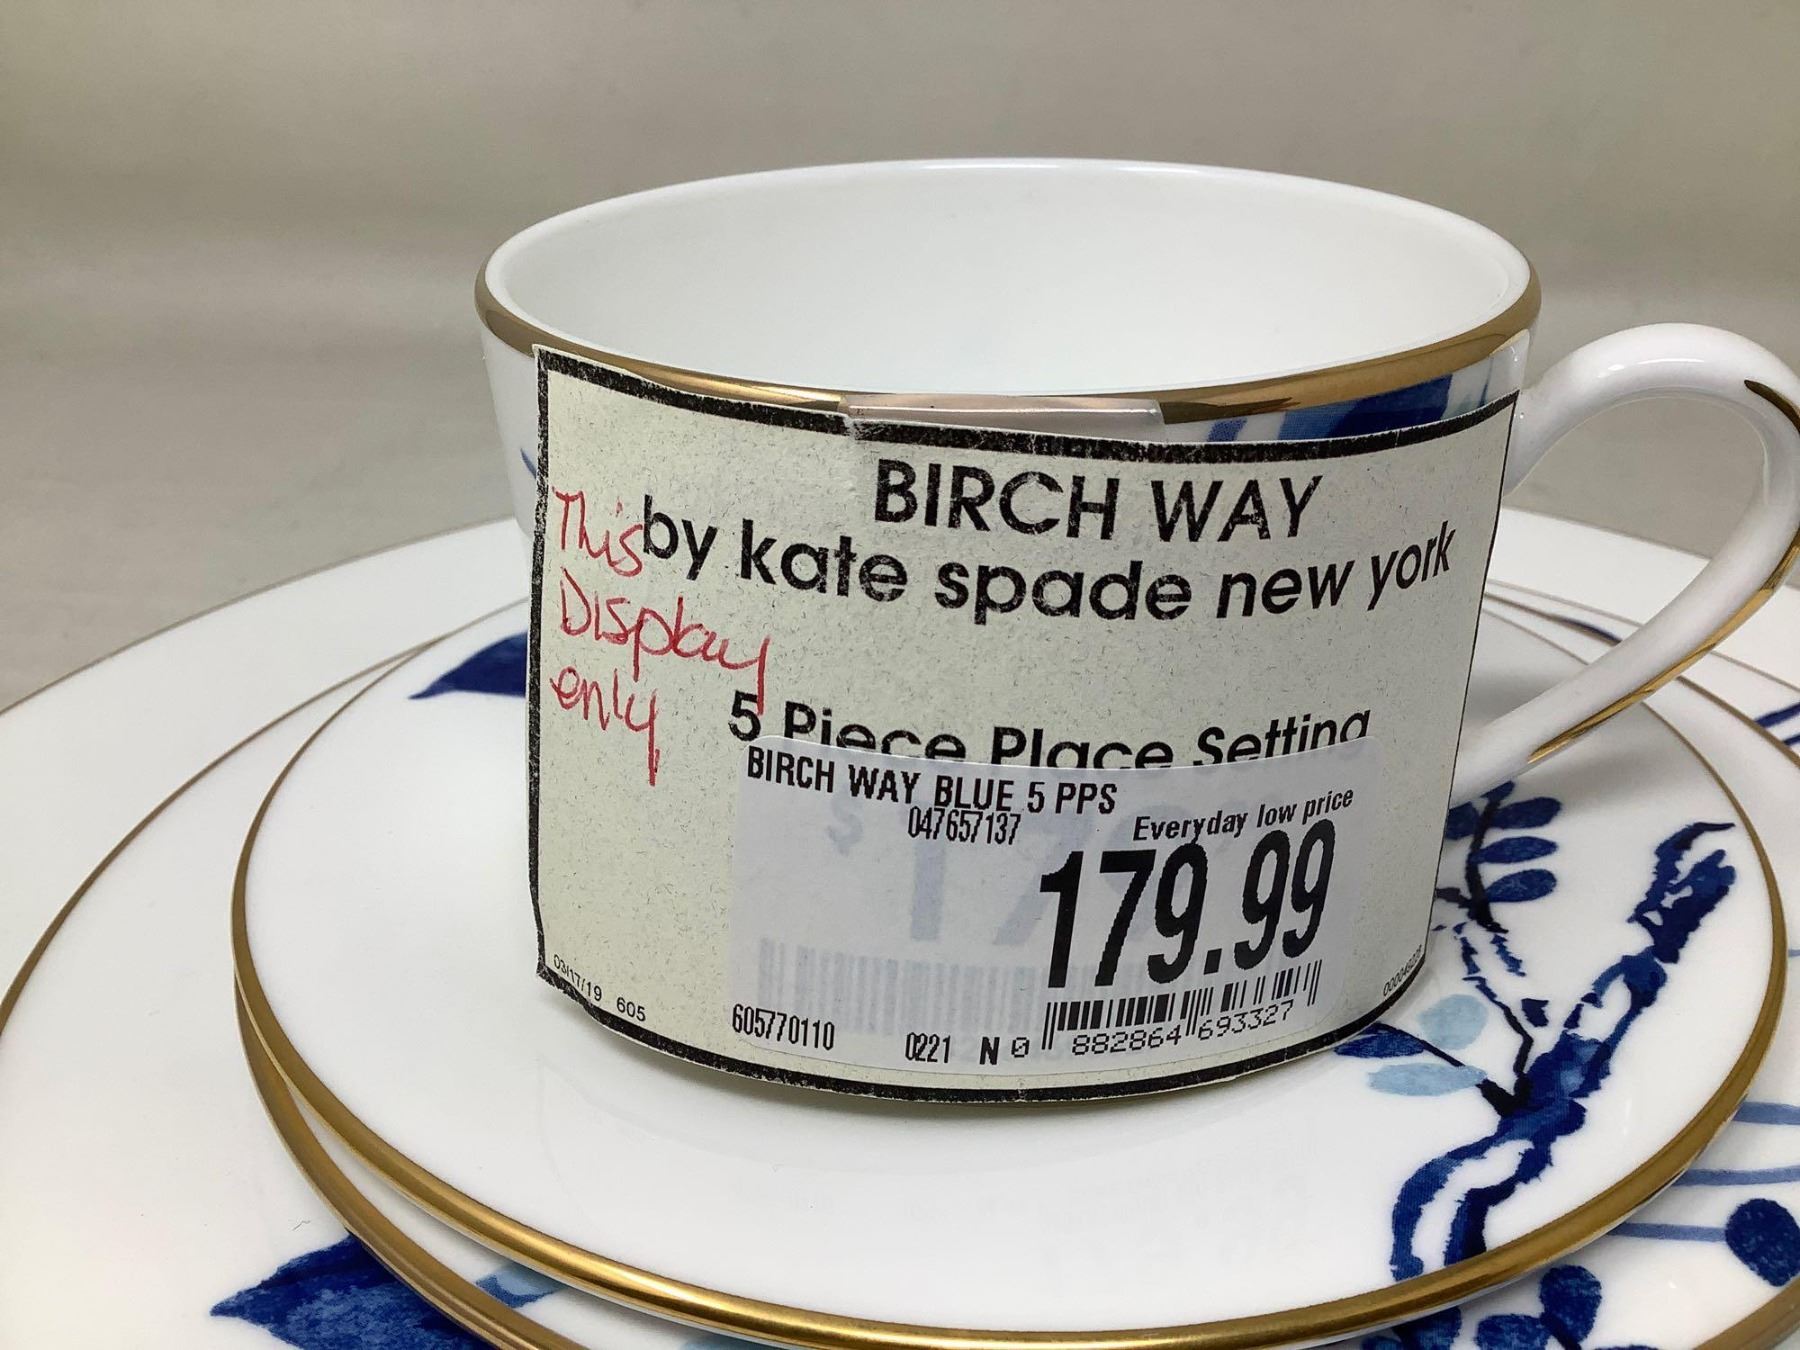 BIRCH WAY
by kate spade new york
This
Display
only
5 Piece Place Setting
BIRCH WAY BLUE 5 PPS
047657137
Everyday low price
179.99
605770110 0221 N 0 882864 693327
03/17/19 605